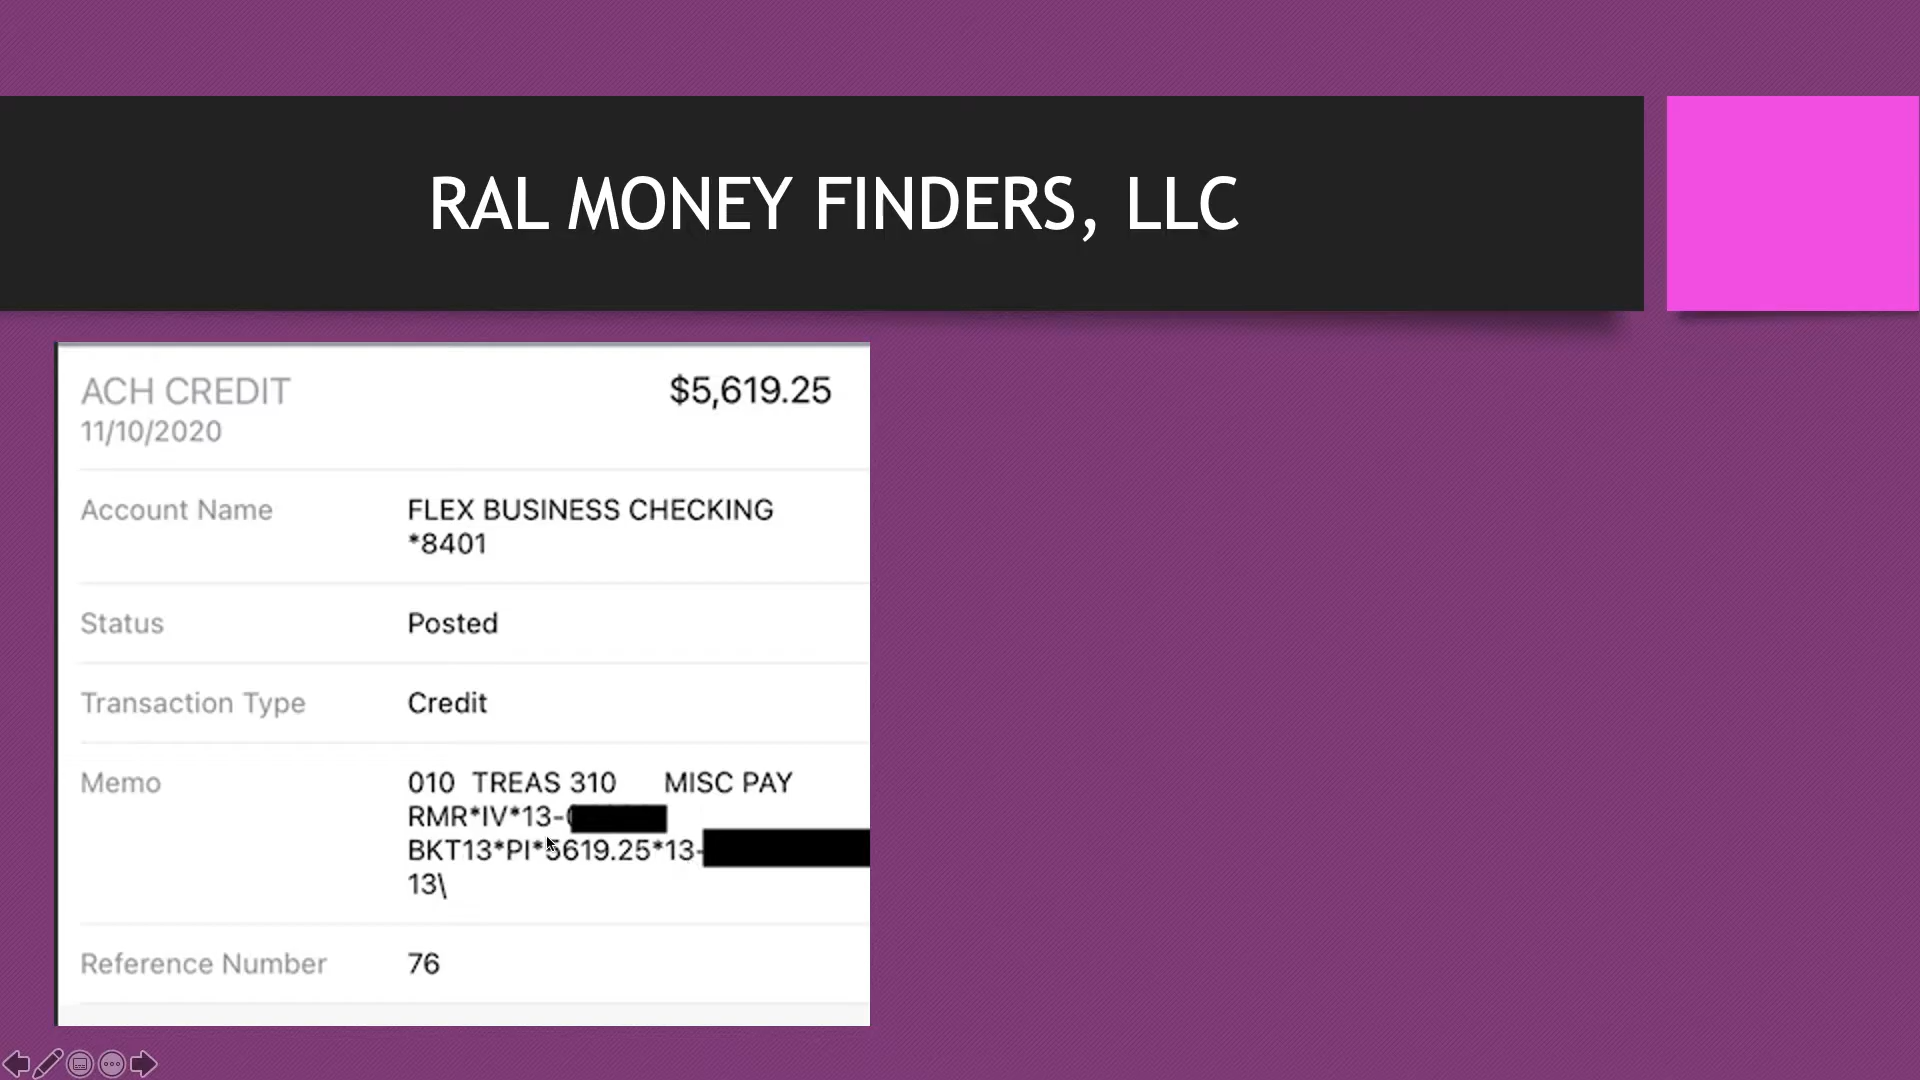 RAL MONEY FINDERS, LLC
ACH CREDIT $5,619.25
11/10/2020
Account Name FLEX BUSINESS CHECKING
*8401
Status Posted
Transaction Type Credit
Memo 010 TREAS 310 MISC PAY
RMR*IV*13-
BKT13*PI*5619.25*13-
13\
Reference Number 76